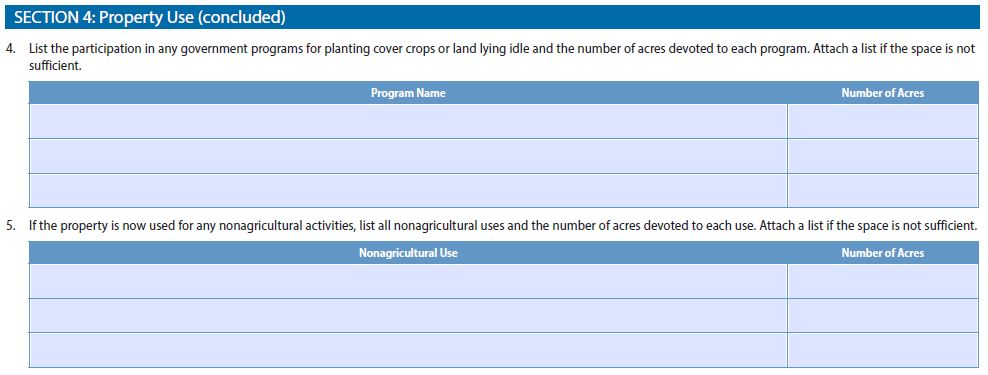 SECTION 4: Property Use (concluded)
4. List the participation in any government programs for planting cover crops or land lying idle and the number of acres devoted to each program. Attach a list if the space is not
sufficient.
Program Name Number of Acres
5. If the property is now used for any nonagricultural activities, list all nonagricultural uses and the number of acres devoted to each use. Attach a list if the space is not sufficient.
Nonagricultural Use Number of Acres